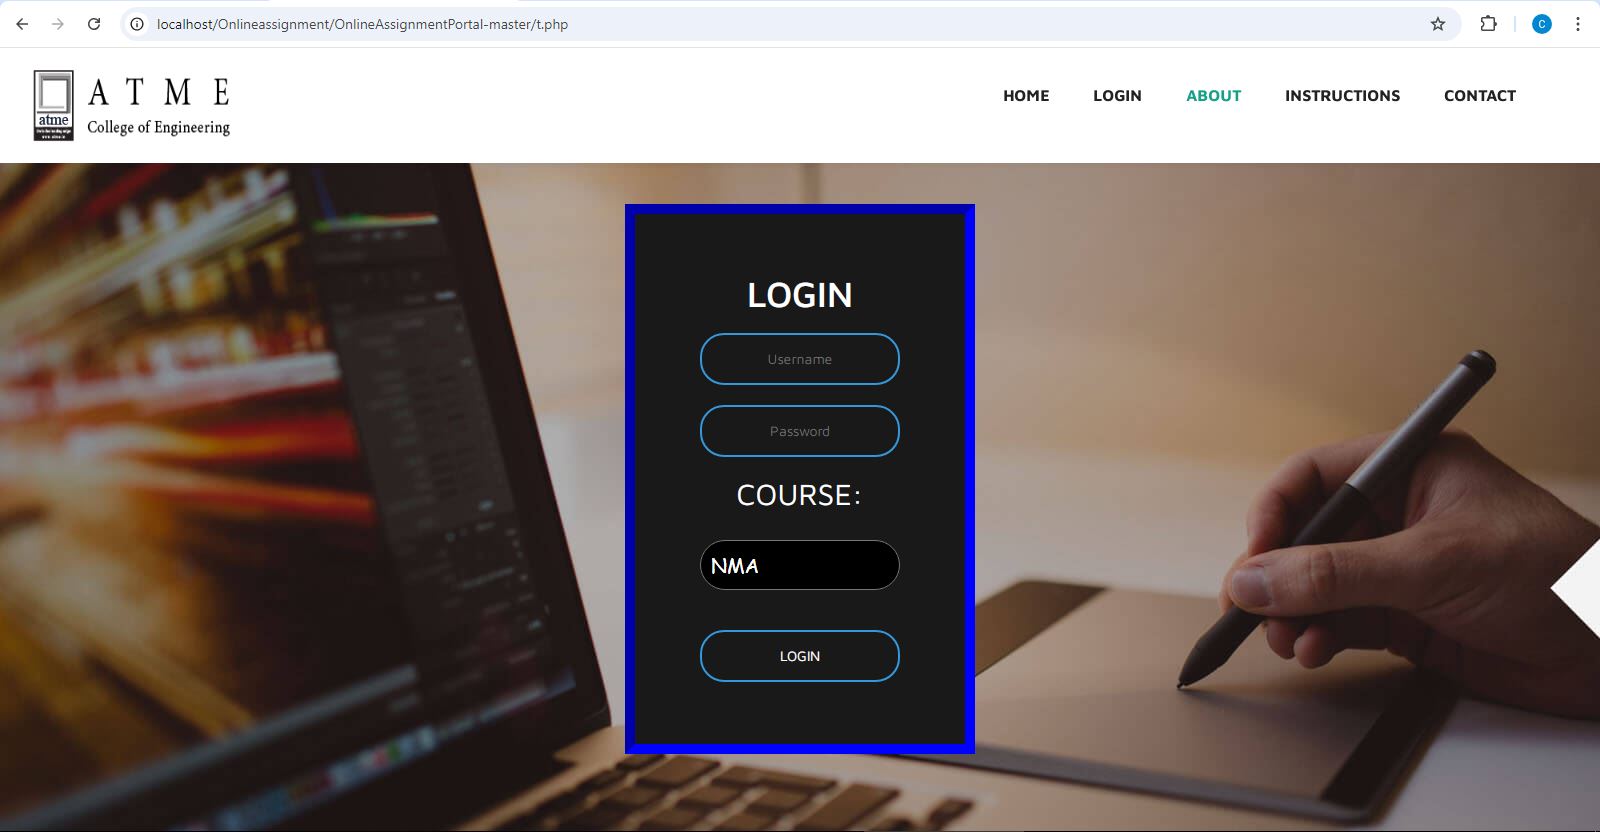 localhost/Onlineassignment/OnlineAssignmentPortal-master/t.php
C
ATME
College of Engineering
atme
HOME LOGIN ABOUT INSTRUCTIONS CONTACT
LOGIN
Username
Password
COURSE:
NMA
LOGIN